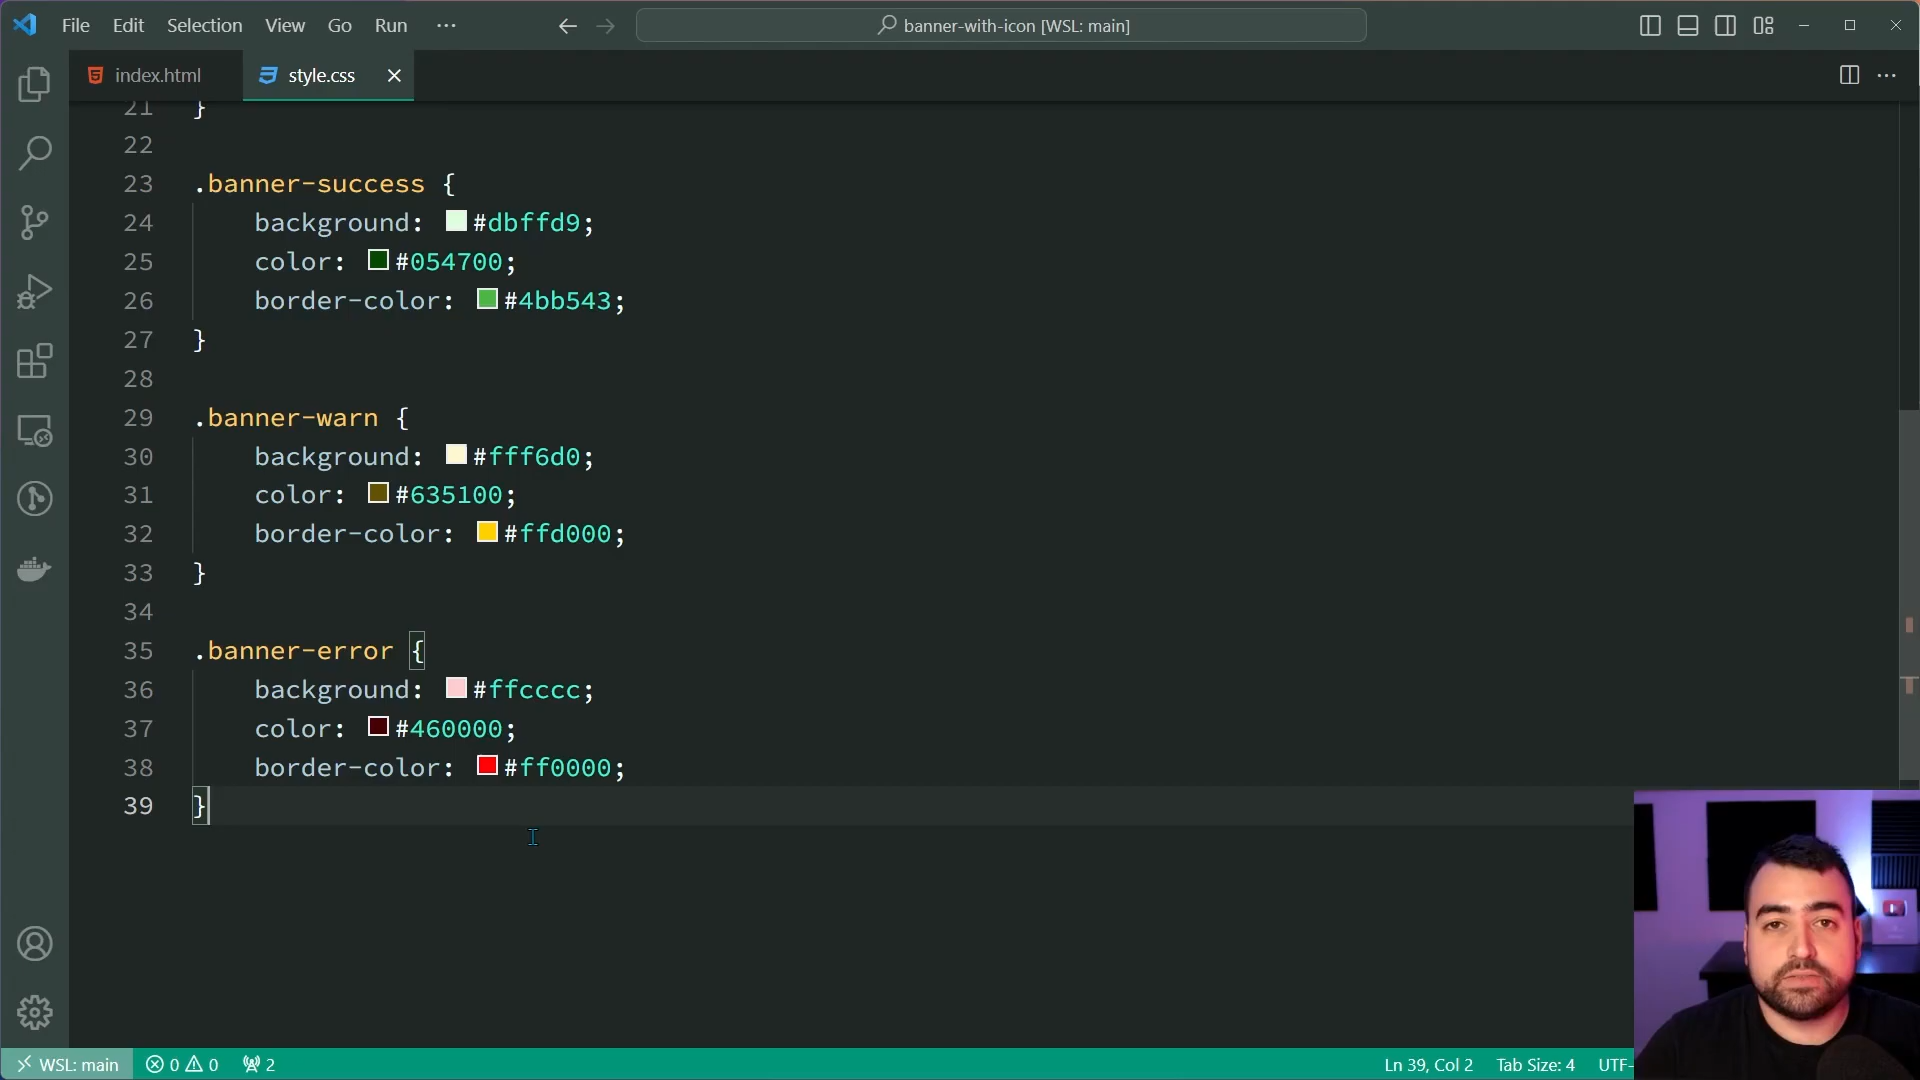 File Edit Selection View Go Run ···
banner-with-icon [WSL: main]
index.html
style.css
21 }
22
23 .banner-success {
24 background: #dbffd9;
25 color: #054700;
26 border-color: #4bb543;
27 }
28
29 .banner-warn {
30 background: #fff6d0;
31 color: #635100;
32 border-color: #ffd000;
33 }
34
35 .banner-error {
36 background: #ffcccc;
37 color: #460000;
38 border-color: #ff0000;
39 }
WSL: main 0 0 2 Ln 39, Col 2 Tab Size: 4 UTF-